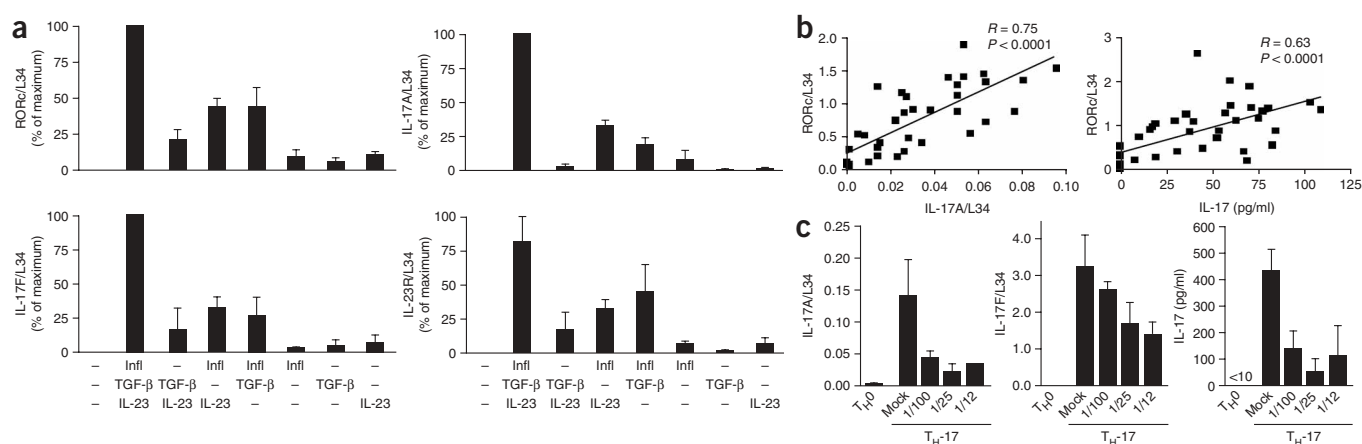 a
RORc/L34
(% of maximum)
100
75
50
25
0
IL-17A/L34
(% of maximum)
100
75
50
25
0
IL-17F/L34
(% of maximum)
100
75
50
25
0
– Infl – Infl Infl Infl – –
– TGF-β TGF-β – TGF-β – TGF-β –
– IL-23 IL-23 IL-23 – – – IL-23
IL-23R/L34
(% of maximum)
100
75
50
25
0
– Infl – Infl Infl Infl – –
– TGF-β TGF-β – TGF-β – TGF-β –
– IL-23 IL-23 IL-23 – – – IL-23
b
R = 0.75
P < 0.0001
RORc/L34
2.0
1.5
1.0
0.5
0
0.0 0.02 0.04 0.06 0.08 0.10
IL-17A/L34
R = 0.63
P < 0.0001
RORc/L34
3
2
1
0
0 25 50 75 100 125
IL-17 (pg/ml)
c
IL-17A/L34
0.25
0.20
0.15
0.10
0.05
0.00
TH0 Mock 1/100 1/25 1/12
TH-17
IL-17F/L34
4.0
3.0
2.0
1.0
0.0
TH0 Mock 1/100 1/25 1/12
TH-17
IL-17 (pg/ml)
600
500
400
300
200
100
0
<10
TH0 Mock 1/100 1/25 1/12
TH-17